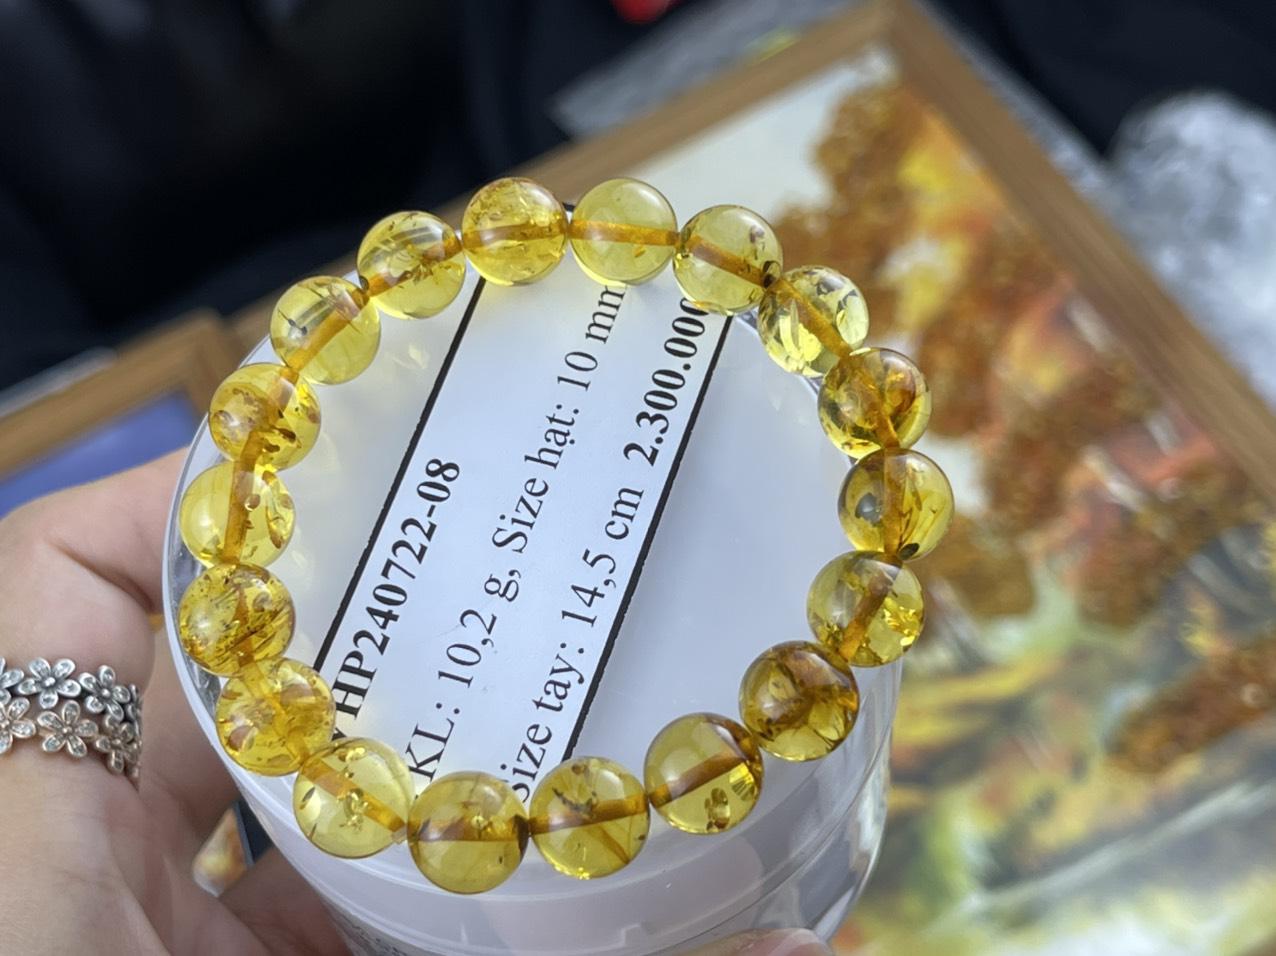 HP240722-08
KL: 10,2 g, Size hạt: 10 mm
Size tay: 14,5 cm 2.300.000